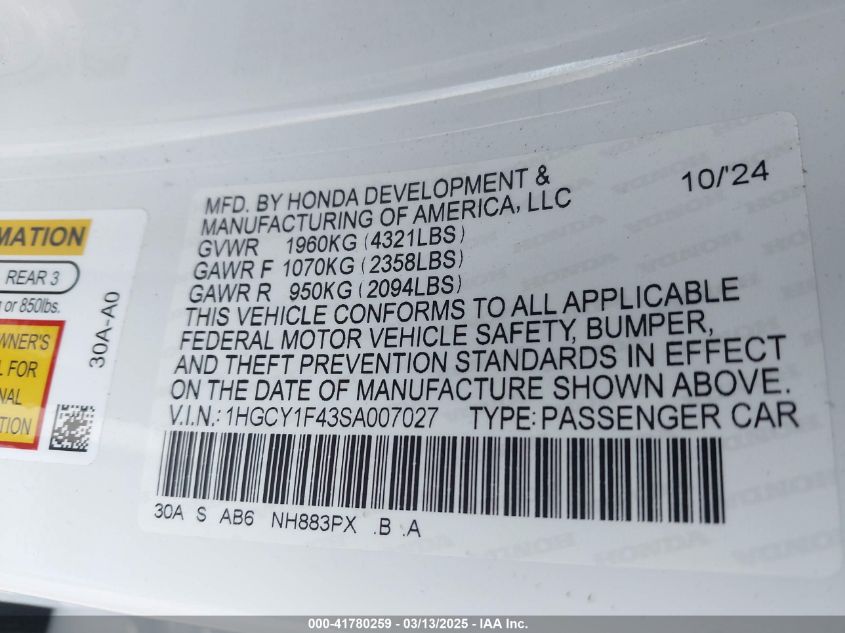 MFD. BY HONDA DEVELOPMENT &
MANUFACTURING OF AMERICA, LLC
10/'24
GVWR 1960KG (4321LBS)
GAWR F 1070KG (2358LBS)
GAWR R 950KG (2094LBS)
THIS VEHICLE CONFORMS TO ALL APPLICABLE
FEDERAL MOTOR VEHICLE SAFETY, BUMPER,
AND THEFT PREVENTION STANDARDS IN EFFECT
ON THE DATE OF MANUFACTURE SHOWN ABOVE.
V.I.N.: 1HGCY1F43SA007027 TYPE: PASSENGER CAR
30A S AB6 NH883PX .B .A
REAR 3
or 850lbs.
30A-A0
FOR
000-41780259 - 03/13/2025 - IAA Inc.